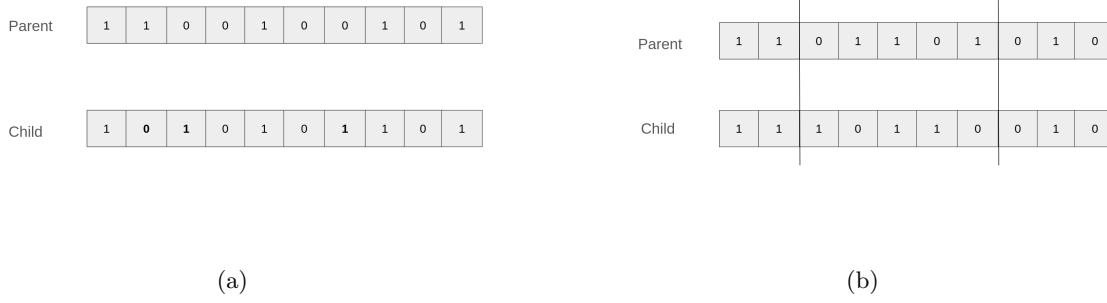 Parent 1 1 0 0 1 0 0 1 0 1
Child 1 0 1 0 1 0 1 1 0 1
(a)
Parent 1 1 0 1 1 0 1 0 1 0
Child 1 1 1 0 1 1 0 0 1 0
(b)